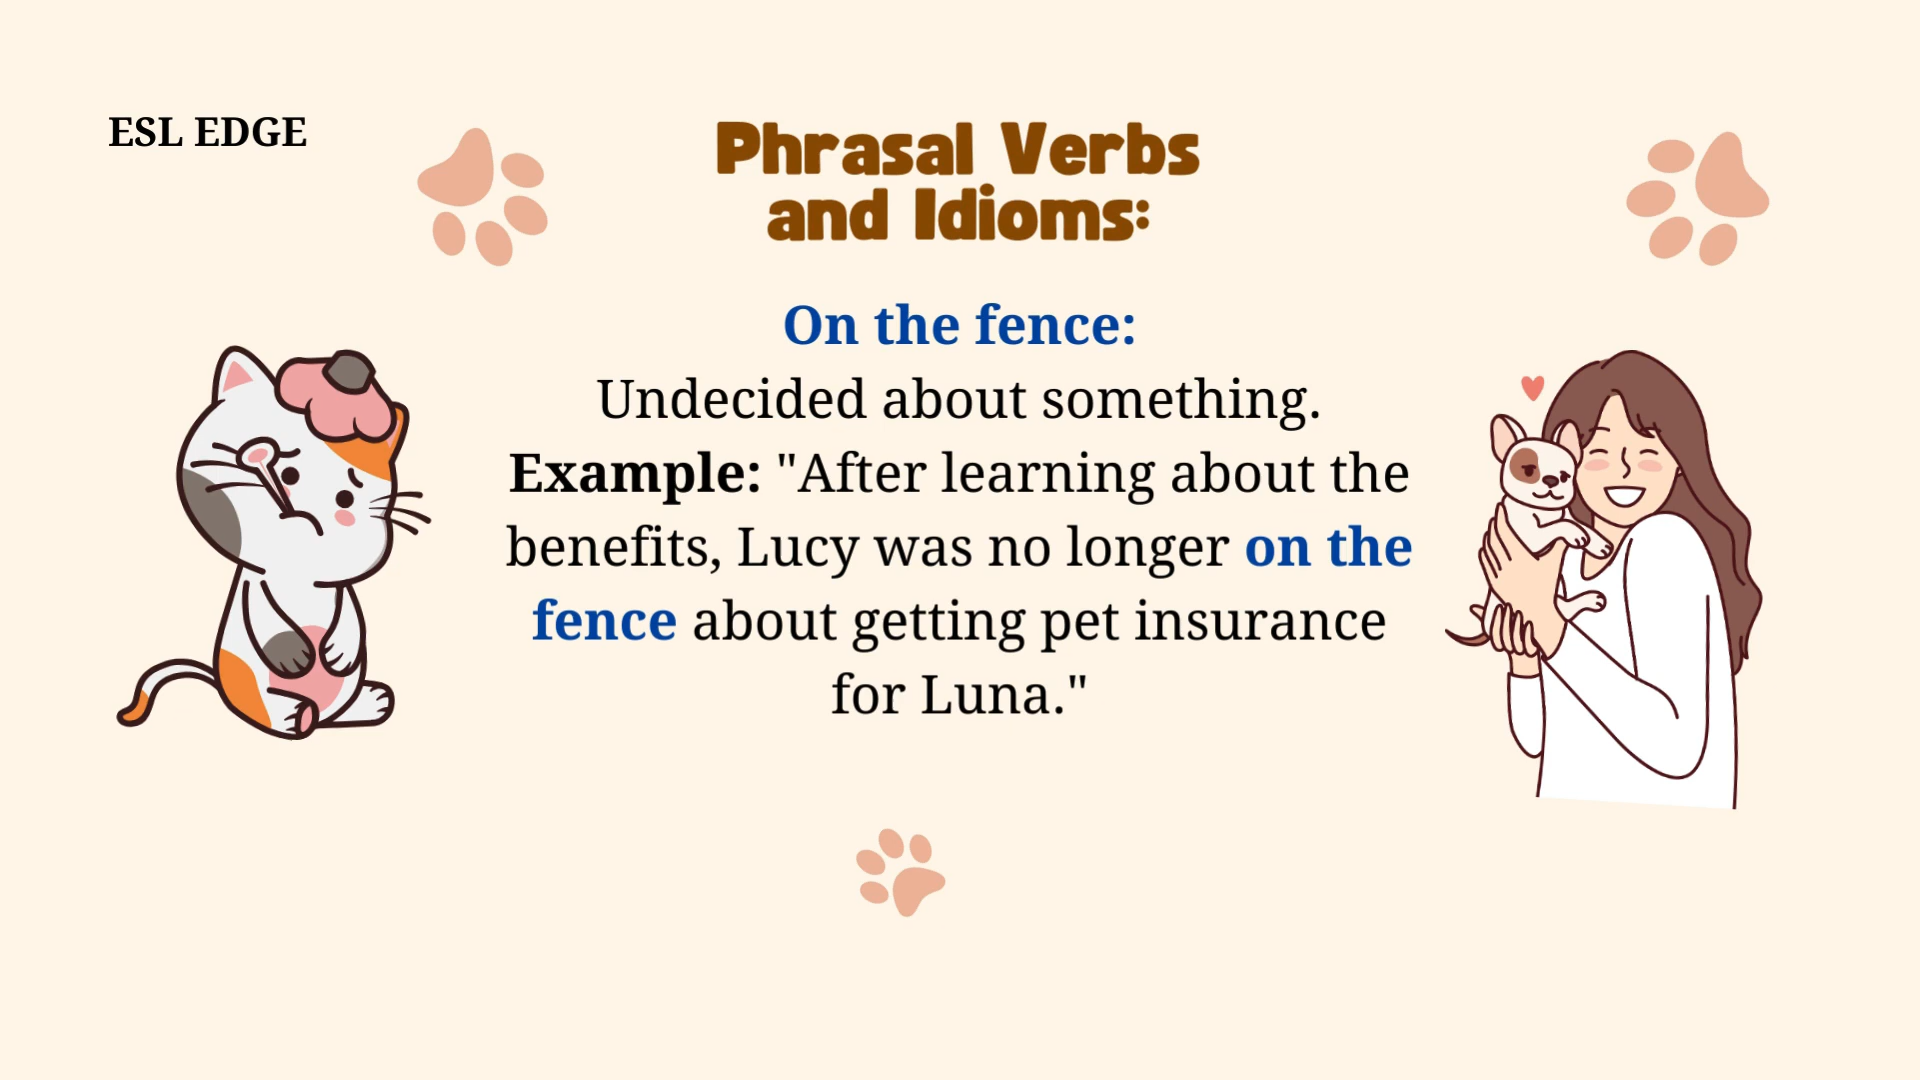 ESL EDGE
Phrasal Verbs
and Idioms:
On the fence:
Undecided about something.
Example: "After learning about the
benefits, Lucy was no longer on the
fence about getting pet insurance
for Luna."